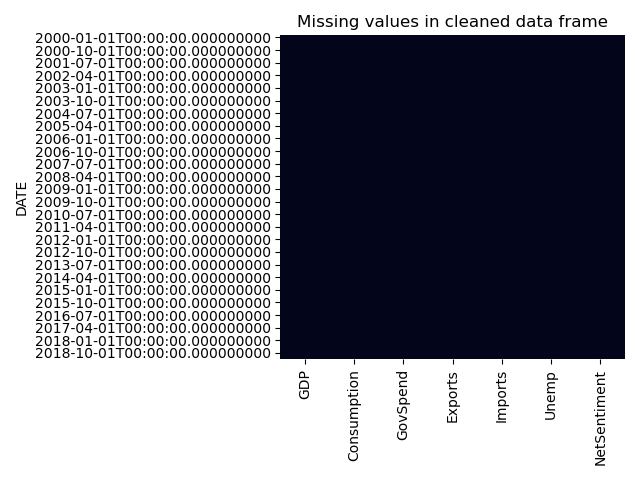 Missing values in cleaned data frame
DATE
2000-01-01T00:00:00.000000000
2000-10-01T00:00:00.000000000
2001-07-01T00:00:00.000000000
2002-04-01T00:00:00.000000000
2003-01-01T00:00:00.000000000
2003-10-01T00:00:00.000000000
2004-07-01T00:00:00.000000000
2005-04-01T00:00:00.000000000
2006-01-01T00:00:00.000000000
2006-10-01T00:00:00.000000000
2007-07-01T00:00:00.000000000
2008-04-01T00:00:00.000000000
2009-01-01T00:00:00.000000000
2009-10-01T00:00:00.000000000
2010-07-01T00:00:00.000000000
2011-04-01T00:00:00.000000000
2012-01-01T00:00:00.000000000
2012-10-01T00:00:00.000000000
2013-07-01T00:00:00.000000000
2014-04-01T00:00:00.000000000
2015-01-01T00:00:00.000000000
2015-10-01T00:00:00.000000000
2016-07-01T00:00:00.000000000
2017-04-01T00:00:00.000000000
2018-01-01T00:00:00.000000000
2018-10-01T00:00:00.000000000
GDP
Consumption
GovSpend
Exports
Imports
Unemp
NetSentiment